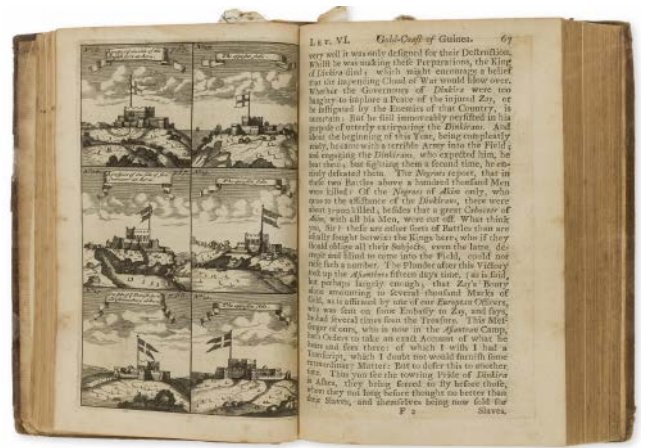 The opposite side.
The opposite side.
LET. VI. Gold-Coast of Guinea. 67
very well it was only designed for their Destruction.
Whilst he was making these Preparations, the King
of Dinkira died; which might encourage a belief
that the impending Cloud of War would blow over.
Whether the Governours of Dinkira were too
haughty to implore a Peace of the injured Zay, or
he instigated by the Enemies of that Country, is
uncertain: But he still immoveably persisted in his
purpose of utterly extirpating the Dinkirans. And
about the beginning of this Year, being compleatly
ready, he came with a terrible Army into the Field;
and engaging the Dinkirans, who expected him, he
beat them; but fighting them a second time, he en-
tirely defeated them. The Negroes report, that in
these two Battles above a hundred thousand Men
were killed: Of the Negroes of Akim only, who
came to the assistance of the Dinkirans, there were
about killed; besides that a great Caboceer of
Akim, with all his Men, were cut off. What think
you, Sir? these are other sorts of Battles than are
usually fought betwixt the Kings here; who if they
should oblige all their Subjects, even the lame, de-
crepit and blind to come into the Field, could not
raise such a number. The Plunder after this Victory
took up the Asiantines fifteen days time, (as is said,
but perhaps largely enough) that Zay's Booty
alone amounting to several thousand Marks of
Gold, as is affirmed by one of our European Officers,
who was sent on some Embassy to Zay, and says,
he had several times seen the Treasure. This Mes-
senger of ours, who is now in the Asiantean Camp,
hath Orders to take an exact Account of what he
hears and sees there: of which I wish I had a
Transcript, which I doubt not would furnish some
extraordinary Matter: But to defer this to another
time. Thus you see the towring Pride of Dinkira
in Ashes, they being forced to fly before those,
whom they not long before thought no better than
their Slaves, and themselves being now sold for
F 2 Slaves.